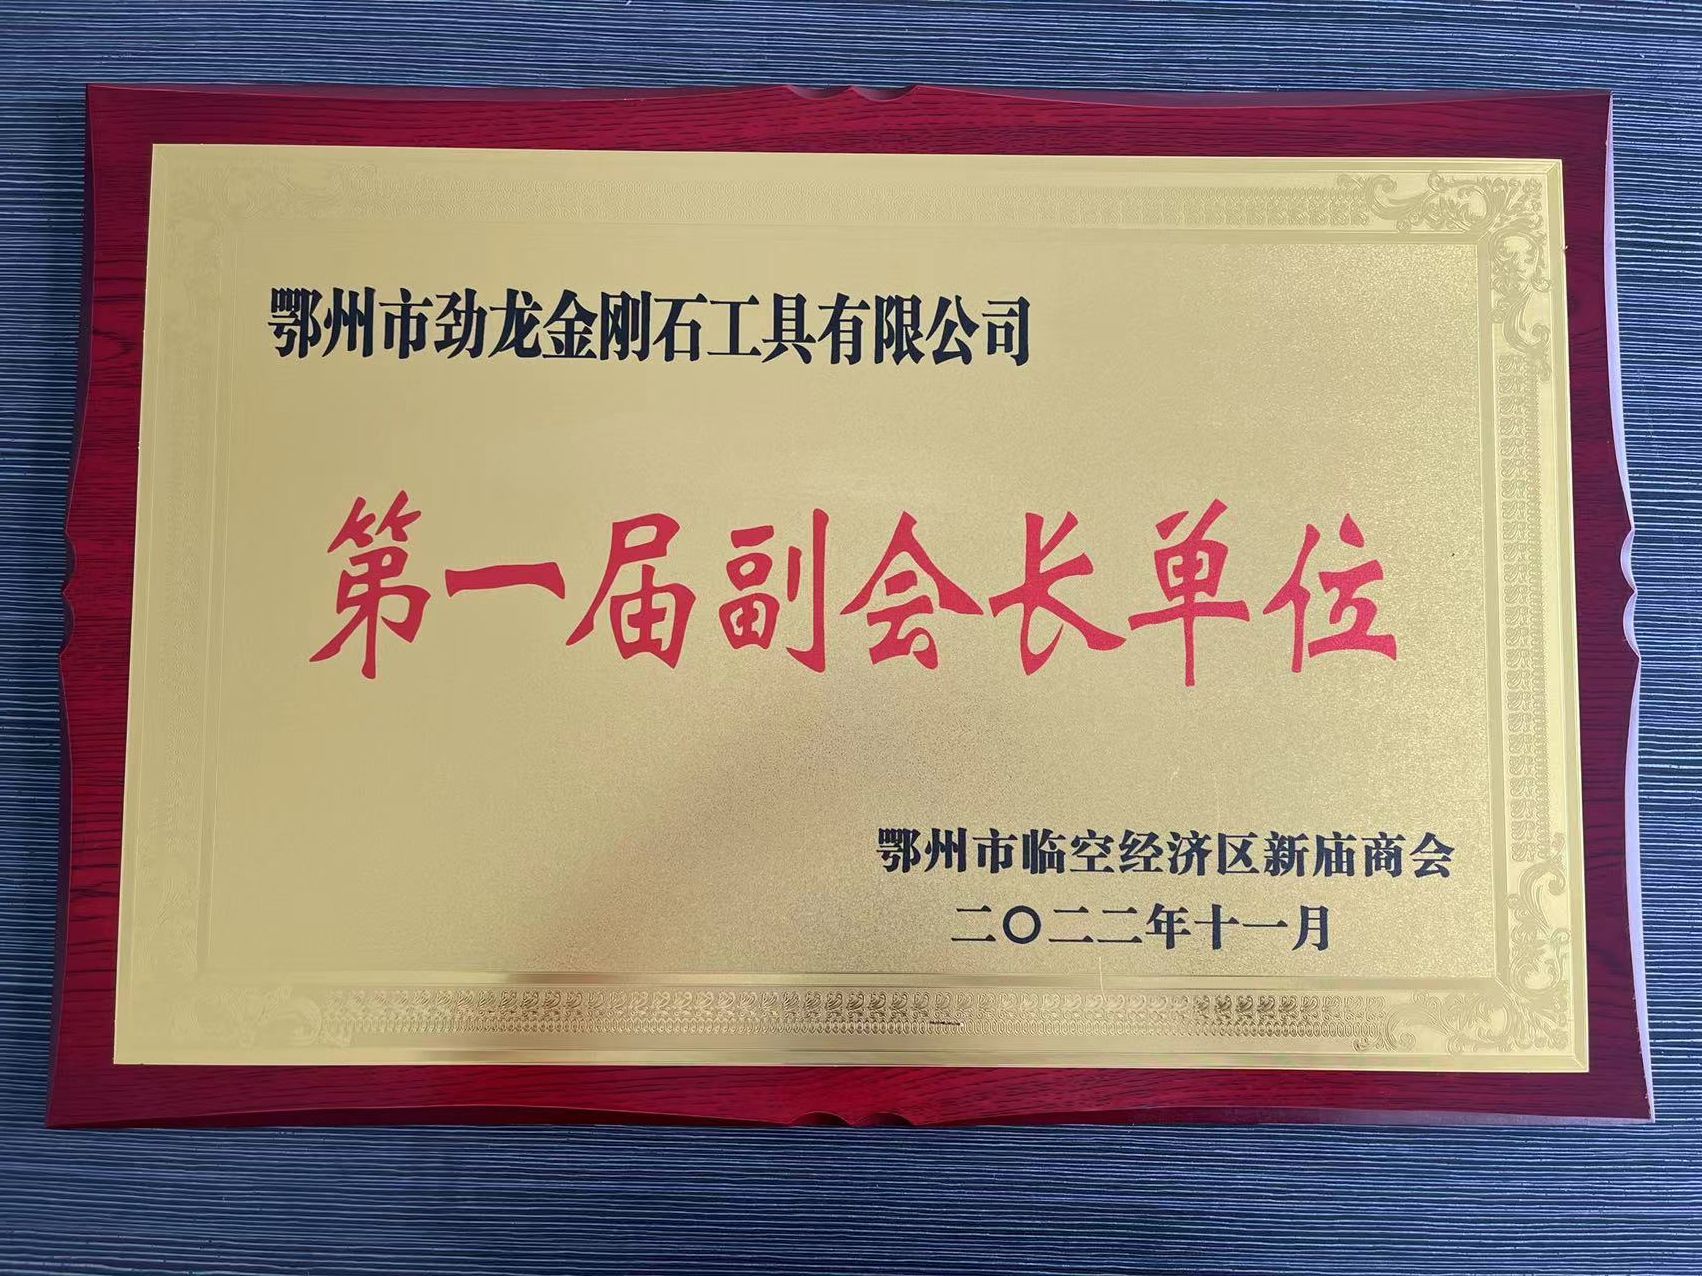 鄂州市劲龙金刚石工具有限公司
第一届副会长单位
鄂州市临空经济区新庙商会
二〇二二年十一月